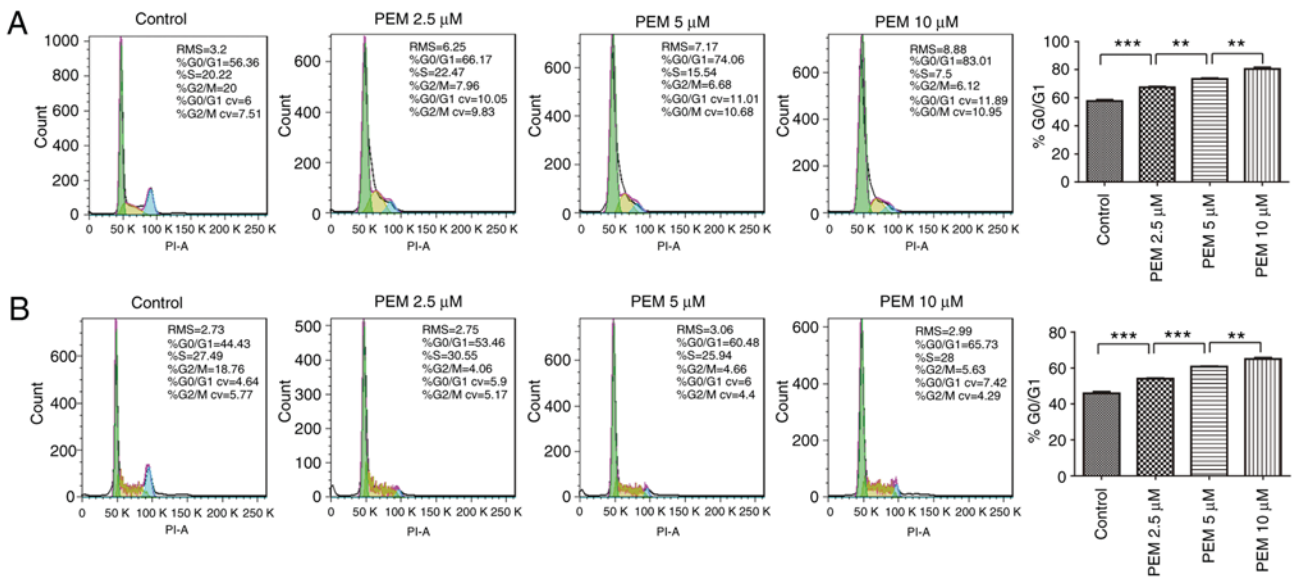 A
Control
1000
800
600
400
200
0
Count
0 50 K 100 K 150 K 200 K 250 K
PI-A
RMS=3.2
%G0/G1=56.36
%S=20.22
%G2/M=20
%G0/G1 cv=6
%G2/M cv=7.51
PEM 2.5 μM
600
400
200
0
Count
0 50 K 100 K 150 K 200 K 250 K
PI-A
RMS=6.25
%G0/G1=66.17
%S=22.47
%G2/M=7.96
%G0/G1 cv=10.05
%G2/M cv=9.83
PEM 5 μM
600
400
200
0
Count
0 50 K 100 K 150 K 200 K 250 K
PI-A
RMS=7.17
%G0/G1=74.06
%S=15.54
%G2/M=6.68
%G0/G1 cv=11.01
%G0/M cv=10.68
PEM 10 μM
600
400
200
0
Count
0 50 K 100 K 150 K 200 K 250 K
PI-A
RMS=8.88
%G0/G1=83.01
%S=7.5
%G2/M=6.12
%G0/G1 cv=11.89
%G0/M cv=10.95
100
80
60
40
20
0
% G0/G1
*** ** **
Control
PEM 2.5 μM
PEM 5 μM
PEM 10 μM
B
Control
600
400
200
0
Count
0 50 K 100 K 150 K 200 K 250 K
PI-A
RMS=2.73
%G0/G1=44.43
%S=27.49
%G2/M=18.76
%G0/G1 cv=4.64
%G2/M cv=5.77
PEM 2.5 μM
500
400
300
200
100
0
Count
0 50 K 100 K 150 K 200 K 250 K
PI-A
RMS=2.75
%G0/G1=53.46
%S=30.55
%G2/M=4.06
%G0/G1 cv=5.9
%G2/M cv=5.17
PEM 5 μM
600
400
200
0
Count
0 50 K 100 K 150 K 200 K 250 K
PI-A
RMS=3.06
%G0/G1=60.48
%S=25.94
%G2/M=4.66
%G0/G1 cv=6
%G2/M cv=4.4
PEM 10 μM
600
400
200
0
Count
0 50 K 100 K 150 K 200 K 250 K
PI-A
RMS=2.99
%G0/G1=65.73
%S=28
%G2/M=5.63
%G0/G1 cv=7.42
%G2/M cv=4.29
80
60
40
20
0
% G0/G1
*** *** **
Control
PEM 2.5 μM
PEM 5 μM
PEM 10 μM